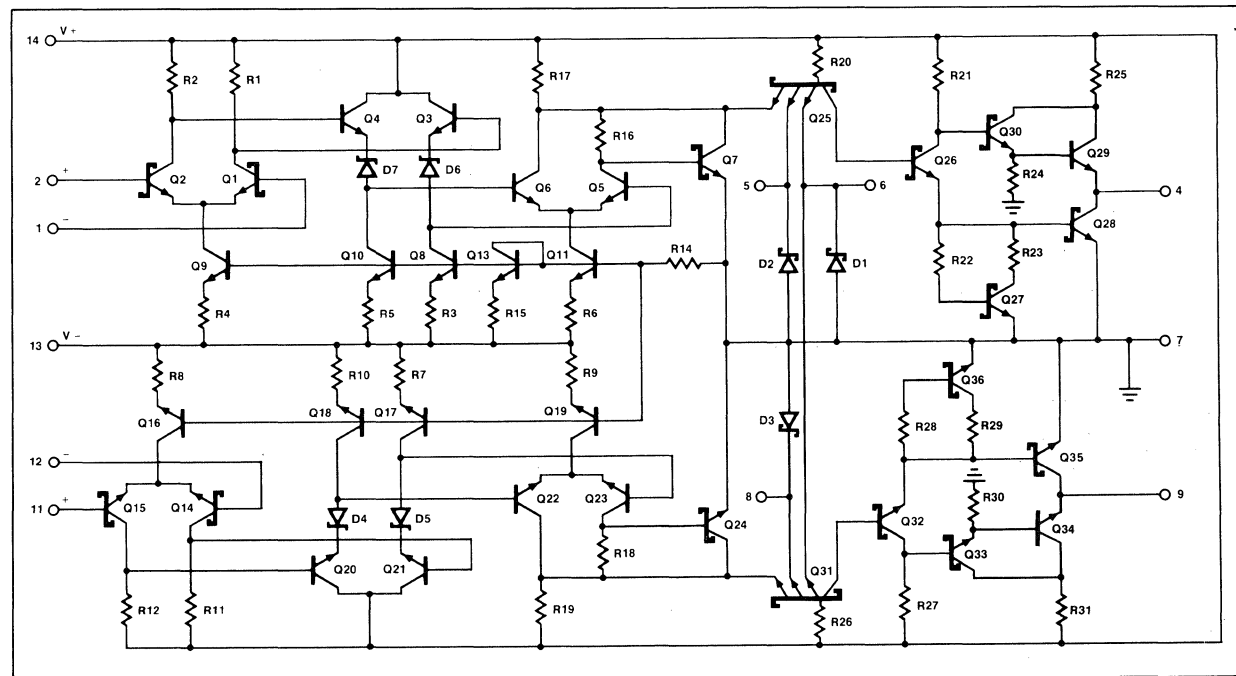 14 V+
R2 R1 R17 R20 R21 R25
Q4 Q3 R16 Q25 Q30
D7 D6 Q7 Q26 R24 Q29
2 + Q2 Q1 Q6 Q5 5 6 4
1 − Q28
Q9 Q10 Q8 Q13 Q11 R14 D2 D1 R22 R23
R4 R5 R3 R15 R6 Q27
13 V− 7
R8 R10 R7 R9 Q36
Q16 Q18 Q17 Q19 D3 R28 R29
12 − Q35
11 + Q15 Q14 Q22 Q23 8 R30 9
D4 D5 Q24 Q32 Q34
Q20 Q21 R18 Q31 Q33
R12 R11 R19 R26 R27 R31